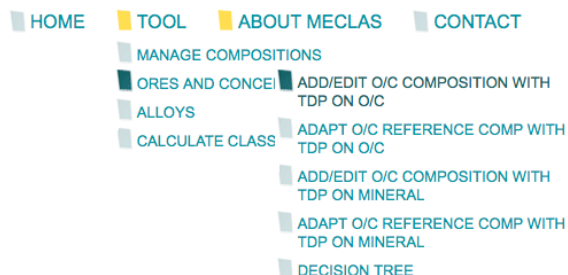 HOME TOOL ABOUT MECLAS CONTACT
MANAGE COMPOSITIONS
ORES AND CONCE
ALLOYS
CALCULATE CLASS
ADD/EDIT O/C COMPOSITION WITH
TDP ON O/C
ADAPT O/C REFERENCE COMP WITH
TDP ON O/C
ADD/EDIT O/C COMPOSITION WITH
TDP ON MINERAL
ADAPT O/C REFERENCE COMP WITH
TDP ON MINERAL
DECISION TREE